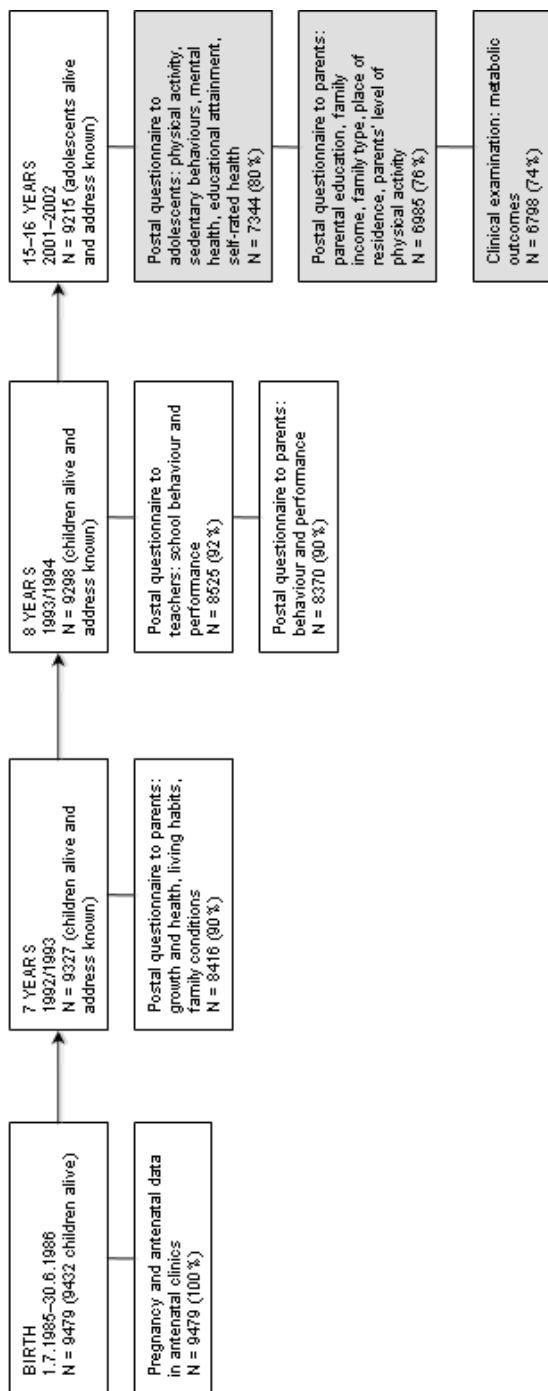 BIRTH
1.7.1985–30.6.1986
N = 9479 (9432 children alive)
Pregnancy and antenatal data
in antenatal clinics
N = 9479 (100%)
7 YEARS
1992/1993
N = 9327 (children alive and
address known)
Postal questionnaire to parents:
growth and health, living habits,
family conditions
N = 8416 (90%)
8 YEARS
1993/1994
N = 9298 (children alive and
address known)
Postal questionnaire to
teachers: school behaviour and
performance
N = 8525 (92%)
Postal questionnaire to parents:
behaviour and performance
N = 8370 (90%)
15–16 YEARS
2001–2002
N = 9215 (adolescents alive
and address known)
Postal questionnaire to
adolescents: physical activity,
sedentary behaviours, mental
health, educational attainment,
self-rated health
N = 7344 (80%)
Postal questionnaire to parents:
parental education, family
income, family type, place of
residence, parents' level of
physical activity
N = 6985 (76%)
Clinical examination: metabolic
outcomes
N = 6798 (74%)